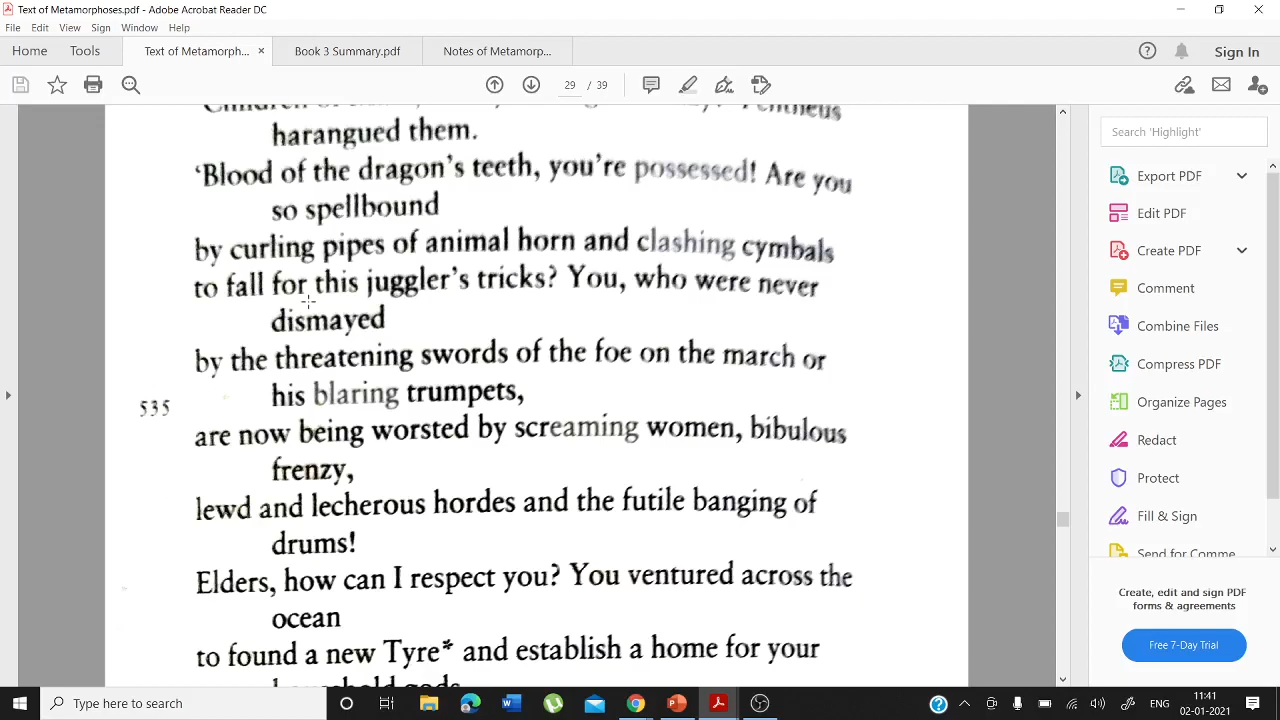 Text of Metamorphoses.pdf - Adobe Acrobat Reader DC
File Edit View Sign Window Help
Home Tools Text of Metamorph... × Book 3 Summary.pdf Notes of Metamorp... Sign In
29 / 39
Pentheus
harangued them.
‘Blood of the dragon’s teeth, you’re possessed! Are you
so spellbound
by curling pipes of animal horn and clashing cymbals
to fall for this juggler’s tricks? You, who were never
dismayed
by the threatening swords of the foe on the march or
his blaring trumpets,
535
are now being worsted by screaming women, bibulous
frenzy,
lewd and lecherous hordes and the futile banging of
drums!
Elders, how can I respect you? You ventured across the
ocean
to found a new Tyre* and establish a home for your
household gods
Search 'Highlight'
Export PDF
Edit PDF
Create PDF
Comment
Combine Files
Compress PDF
Organize Pages
Redact
Protect
Fill & Sign
Send for Comme
Create, edit and sign PDF
forms & agreements
Free 7-Day Trial
Type here to search
ENG
11:41
02-01-2021